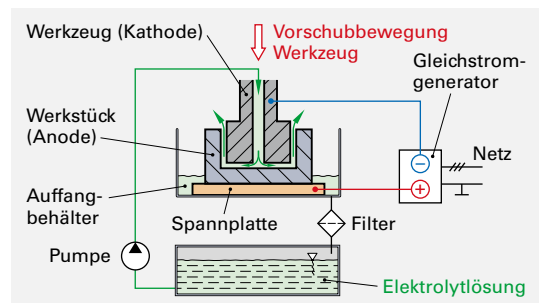 Werkzeug (Kathode)
Vorschubbewegung
Werkzeug
Gleichstrom-
generator
Werkstück
(Anode)
−
Netz
+
Auffang-
behälter
Spannplatte
Filter
Pumpe
Elektrolytlösung